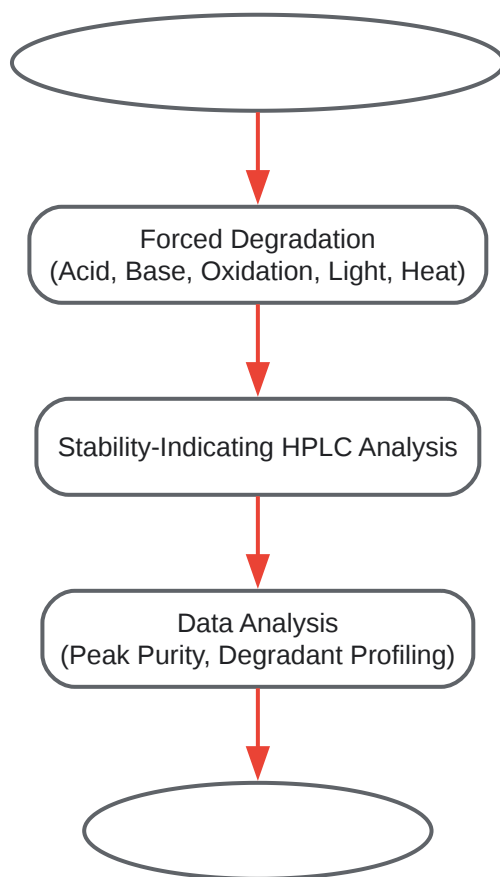 Forced Degradation
(Acid, Base, Oxidation, Light, Heat)
Stability-Indicating HPLC Analysis
Data Analysis
(Peak Purity, Degradant Profiling)